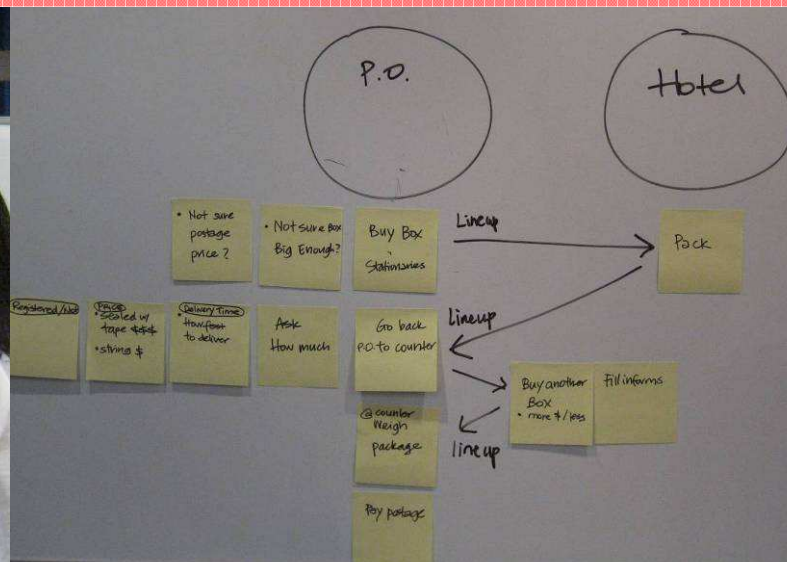 P.O.
Hotel
• Not sure
postage
price ?
• Not sure Box
Big Enough?
Buy Box
Stationaries
Lineup
Pack
Registered/Not
Price
• sealed w/
tape $$$
• string $
Delivery Time
• How fast
to deliver
Ask
How much
Go back
P.O. to counter
Lineup
Buy another
Box
• more $/less
Fill in forms
@ counter
Weigh
package
line up
Pay postage